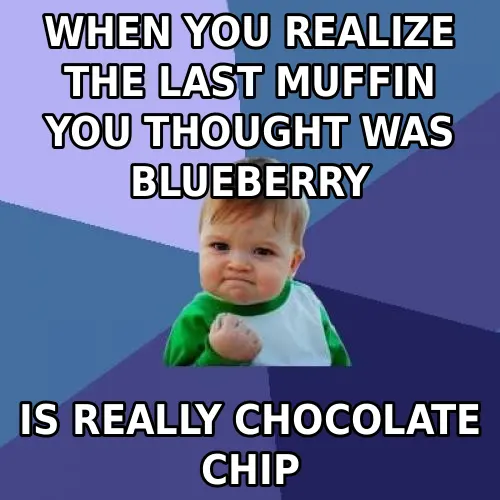 WHEN YOU REALIZE
THE LAST MUFFIN
YOU THOUGHT WAS
BLUEBERRY
IS REALLY CHOCOLATE
CHIP